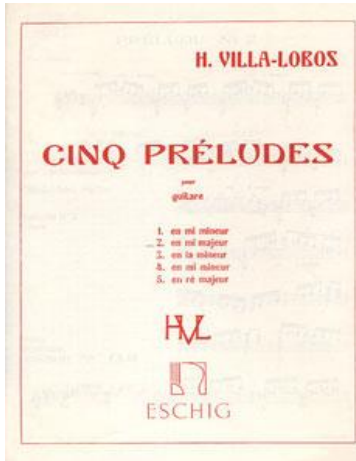 H. VILLA-LOBOS
CINQ PRÉLUDES
pour
guitare
1. en mi mineur
2. en mi majeur
3. en la mineur
4. en mi mineur
5. en ré majeur
HVL
ESCHIG